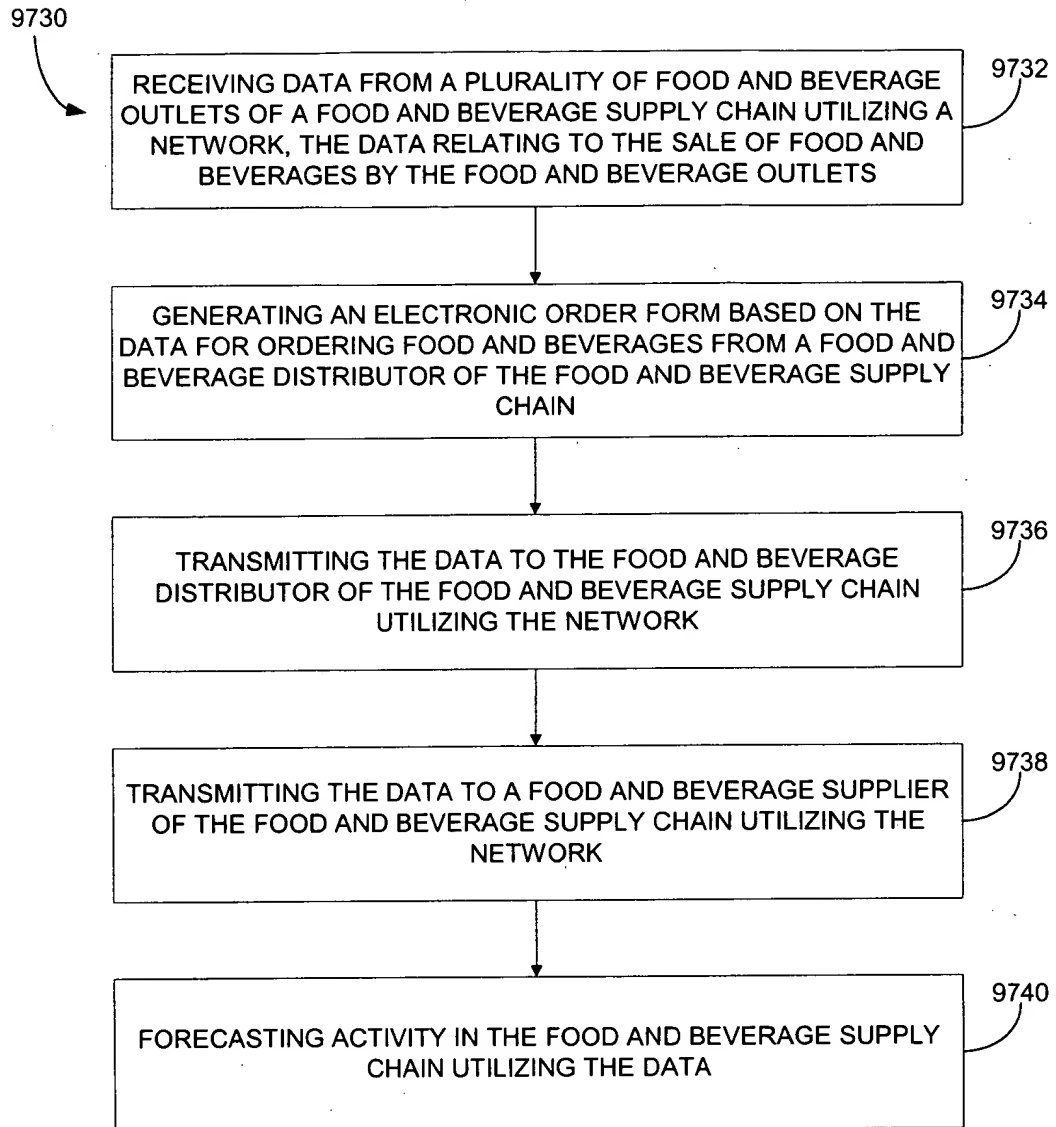 9730
RECEIVING DATA FROM A PLURALITY OF FOOD AND BEVERAGE
OUTLETS OF A FOOD AND BEVERAGE SUPPLY CHAIN UTILIZING A
NETWORK, THE DATA RELATING TO THE SALE OF FOOD AND
BEVERAGES BY THE FOOD AND BEVERAGE OUTLETS
9732
GENERATING AN ELECTRONIC ORDER FORM BASED ON THE
DATA FOR ORDERING FOOD AND BEVERAGES FROM A FOOD AND
BEVERAGE DISTRIBUTOR OF THE FOOD AND BEVERAGE SUPPLY
CHAIN
9734
TRANSMITTING THE DATA TO THE FOOD AND BEVERAGE
DISTRIBUTOR OF THE FOOD AND BEVERAGE SUPPLY CHAIN
UTILIZING THE NETWORK
9736
TRANSMITTING THE DATA TO A FOOD AND BEVERAGE SUPPLIER
OF THE FOOD AND BEVERAGE SUPPLY CHAIN UTILIZING THE
NETWORK
9738
FORECASTING ACTIVITY IN THE FOOD AND BEVERAGE SUPPLY
CHAIN UTILIZING THE DATA
9740